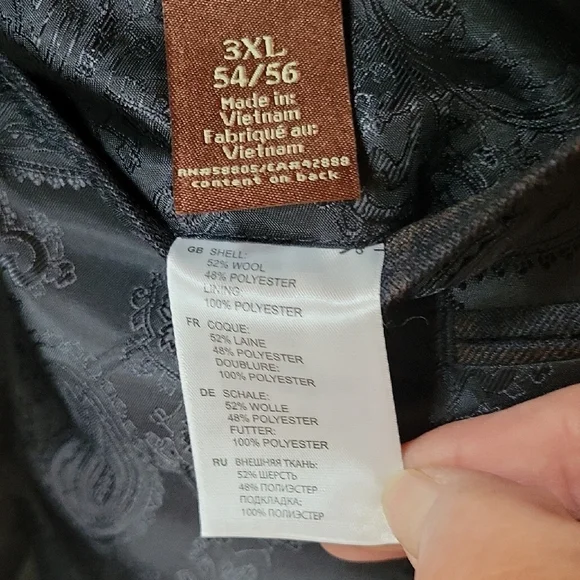 3XL
54/56
Made in:
Vietnam
Fabriqué au:
Vietnam
RN#58805/CA#42888
content on back
GB SHELL:
52% WOOL
48% POLYESTER
LINING
100% POLYESTER
FR COQUE:
52% LAINE
48% POLYESTER
DOUBLURE:
100% POLYESTER
DE SCHALE:
52% WOLLE
48% POLYESTER
FUTTER:
100% POLYESTER
RU ВНЕШНЯЯ ТКАНЬ:
52% ШЕРСТЬ
48% ПОЛИЭСТЕР
ПОДКЛАДКА:
100% ПОЛИЭСТЕР